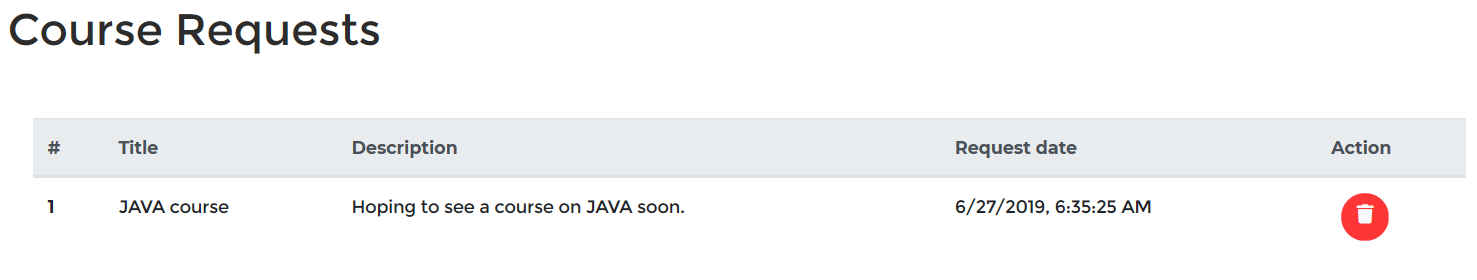 Course Requests
# Title Description Request date Action
1 JAVA course Hoping to see a course on JAVA soon. 6/27/2019, 6:35:25 AM